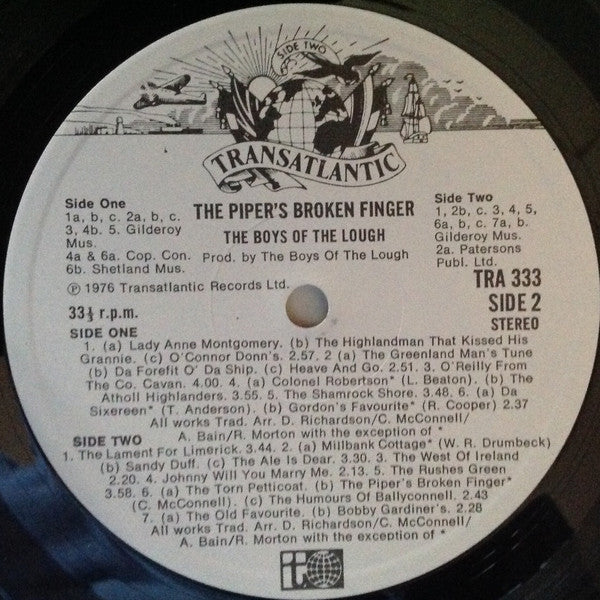 SIDE TWO
TRANSATLANTIC
Side One
1a, b, c. 2a, b, c.
3, 4b. 5. Gilderoy
Mus.
4a & 6a. Cop. Con.
6b. Shetland Mus.
THE PIPER'S BROKEN FINGER
THE BOYS OF THE LOUGH
Prod. by The Boys Of The Lough
Side Two
1, 2b, c. 3, 4, 5,
6a, b, c. 7a, b.
Gilderoy Mus.
2a. Patersons
Publ. Ltd.
℗ 1976 Transatlantic Records Ltd.
TRA 333
SIDE 2
STEREO
33⅓ r.p.m.
SIDE ONE
1. (a) Lady Anne Montgomery. (b) The Highlandman That Kissed His
Grannie. (c) O'Connor Donn's. 2.57. 2 (a) The Greenland Man's Tune
(b) Da Forefit O' Da Ship. (c) Heave And Go. 2.51. 3. O'Reilly From
The Co. Cavan. 4.00. 4. (a) Colonel Robertson* (L. Beaton). (b) The
Atholl Highlanders. 3.55. 5. The Shamrock Shore. 3.48. 6. (a) Da
Sixereen* (T. Anderson). (b) Gordon's Favourite* (R. Cooper) 2.37
All works Trad. Arr. D. Richardson/C. McConnell/
A. Bain/R. Morton with the exception of *
SIDE TWO
1. The Lament For Limerick. 3.44. 2. (a) Millbank Cottage* (W. R. Drumbeck)
(b) Sandy Duff. (c) The Ale Is Dear. 3.30. 3. The West Of Ireland
2.20. 4. Johnny Will You Marry Me. 2.13. 5. The Rushes Green
3.58. 6. (a) The Torn Petticoat. (b) The Piper's Broken Finger*
(C. McConnell). (c) The Humours Of Ballyconnell. 2.43
7. (a) The Old Favourite. (b) Bobby Gardiner's. 2.28
All works Trad. Arr. D. Richardson/C. McConnell/
A. Bain/R. Morton with the exception of *